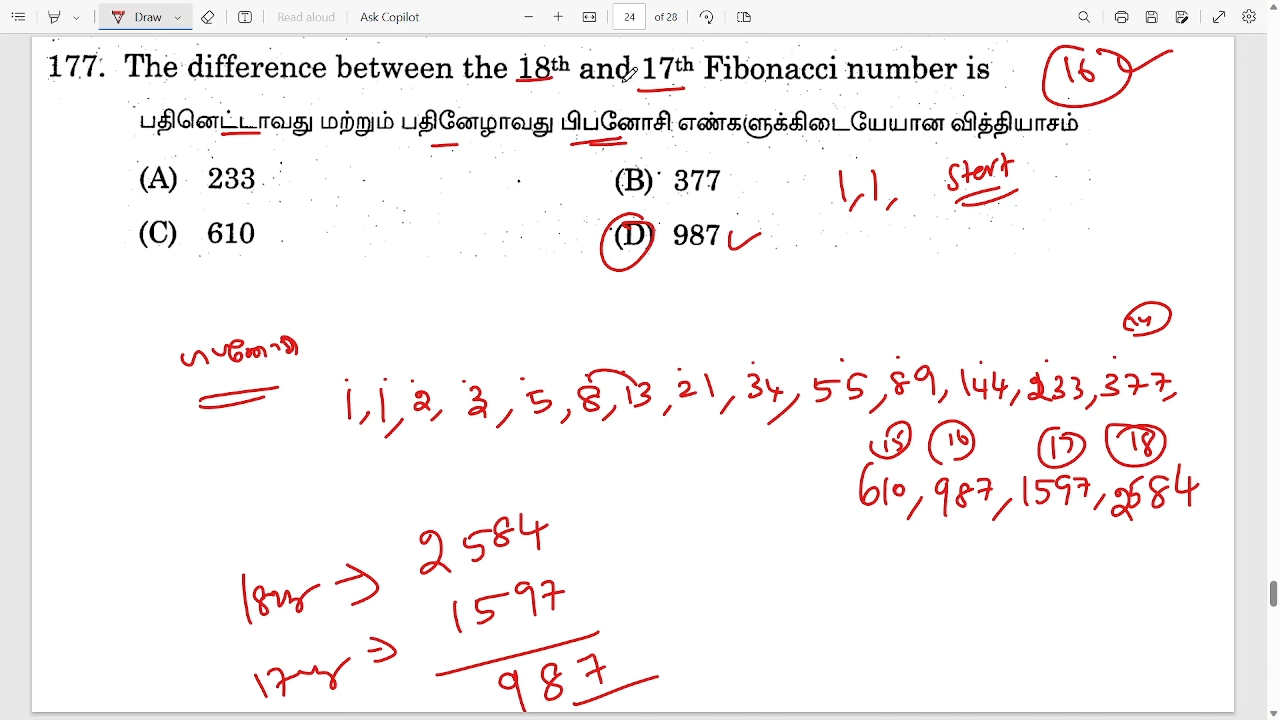 Draw
Read aloud
Ask Copilot
24 of 28
177. The difference between the 18th and 17th Fibonacci number is
16
பதினெட்டாவது மற்றும் பதினேழாவது பிபனோசி எண்களுக்கிடையேயான வித்தியாசம்
(A) 233
(B) 377
1, 1, start
(C) 610
(D) 987
14
1, 1, 2, 3, 5, 8, 13, 21, 34, 55, 89, 144, 233, 377,
15 16 17 18
610, 987, 1597, 2584
18 ⇒ 2584
17 ⇒ 1597
987